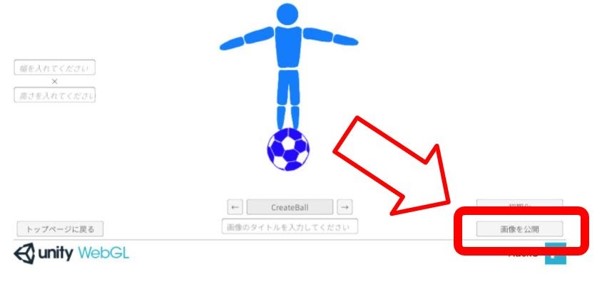 幅を入れてください
×
高さを入れてください
← CreateBall →
トップページに戻る
画像のタイトルを入力してください
画像を公開
unity WebGL